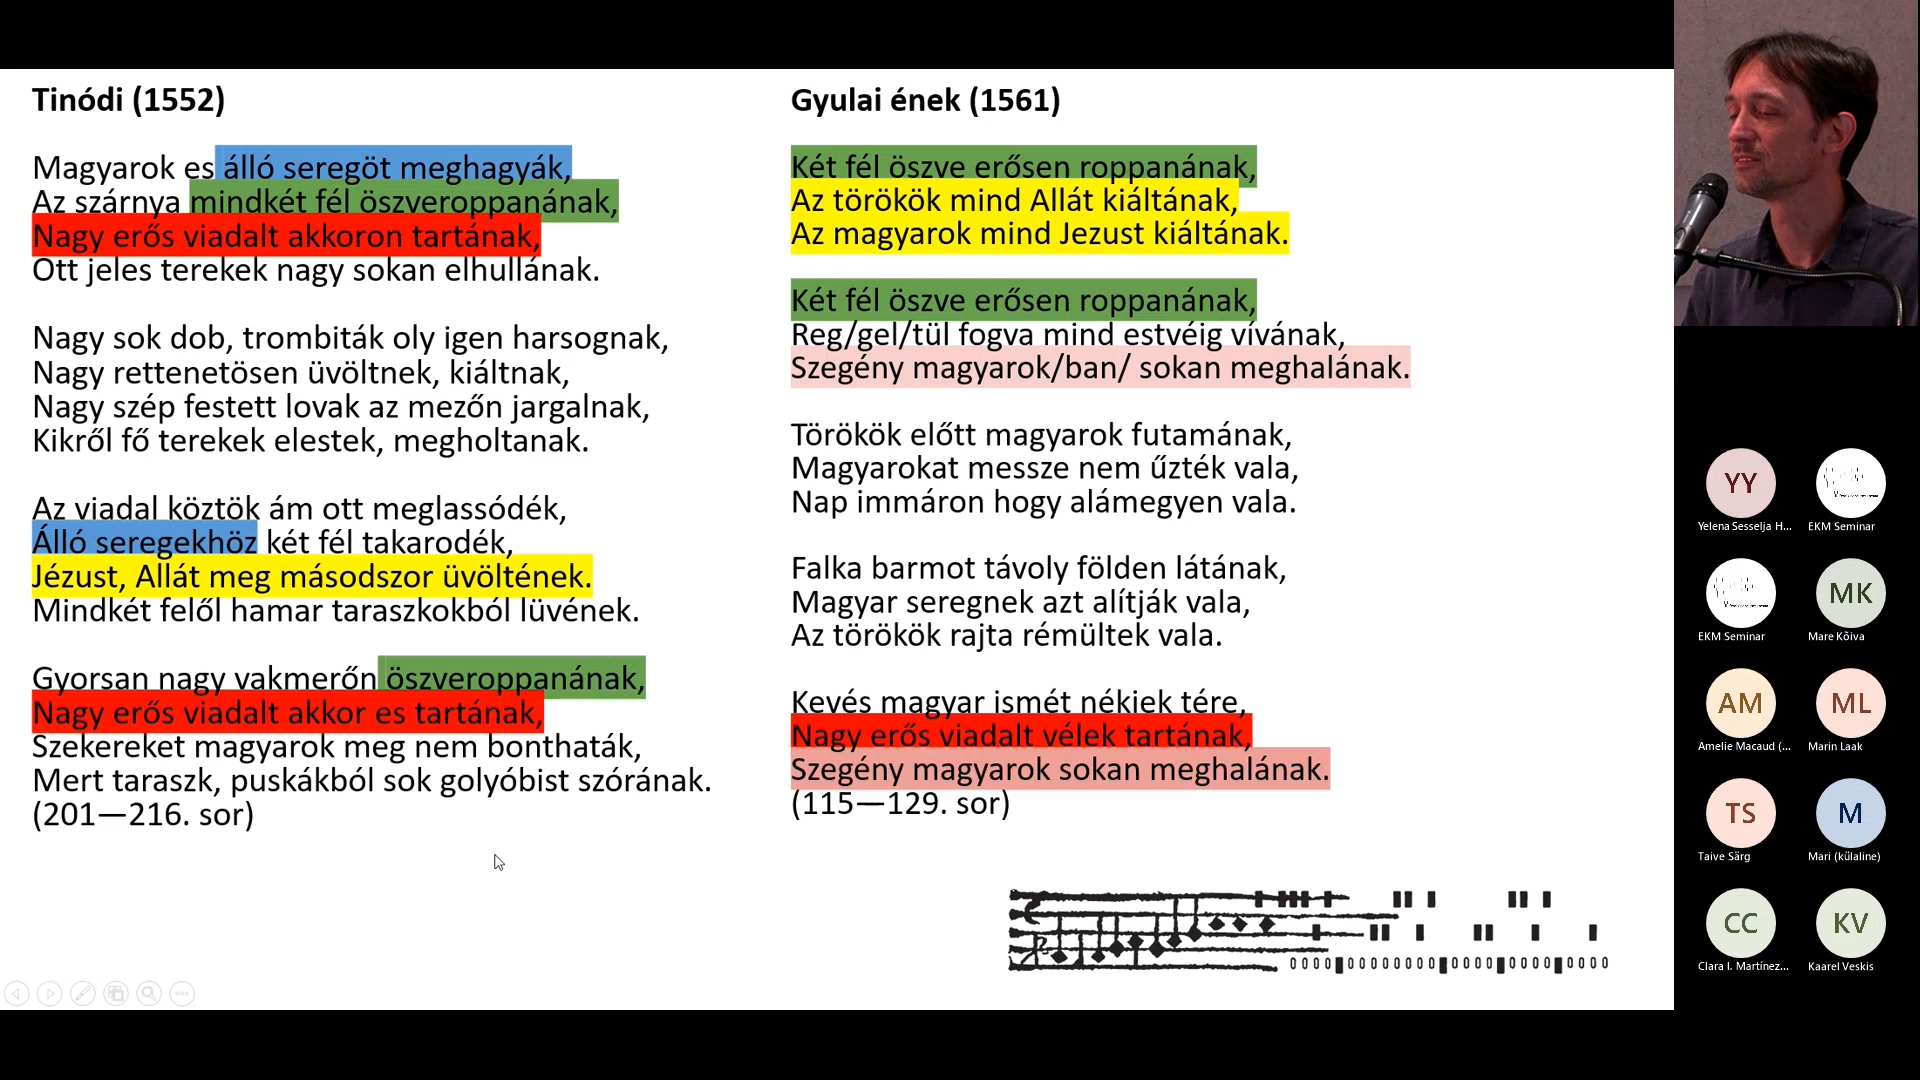 Tinódi (1552)
Magyarok es álló seregöt meghagyák,
Az szárnya mindkét fél öszveroppanának,
Nagy erős viadalt akkoron tartának,
Ott jeles terekek nagy sokan elhullának.
Nagy sok dob, trombiták oly igen harsognak,
Nagy rettenetösen üvöltnek, kiáltnak,
Nagy szép festett lovak az mezőn jargalnak,
Kikről fő terekek elestek, megholtanak.
Az viadal köztök ám ott meglassódék,
Álló seregekhöz két fél takarodék,
Jézust, Allát meg másodszor üvöltének.
Mindkét felől hamar taraszkokból lüvének.
Gyorsan nagy vakmerőn öszveroppanának,
Nagy erős viadalt akkor es tartának,
Szekereket magyarok meg nem bonthaták,
Mert taraszk, puskákból sok golyóbist szórának.
(201—216. sor)
Gyulai ének (1561)
Két fél öszve erősen roppanának,
Az törökök mind Allát kiáltának,
Az magyarok mind Jezust kiáltának.
Két fél öszve erősen roppanának,
Reg/gel/tül fogva mind estvéig vívának,
Szegény magyarok/ban/ sokan meghalának.
Törökök előtt magyarok futamának,
Magyarokat messze nem űzték vala,
Nap immáron hogy alámegyen vala.
Falka barmot távoly földen látának,
Magyar seregnek azt alítják vala,
Az törökök rajta rémültek vala.
Kevés magyar ismét nékiek tére,
Nagy erős viadalt vélek tartának,
Szegény magyarok sokan meghalának.
(115—129. sor)
YY
Yelena Sesselja H...
EKM Seminar
EKM Seminar
MK
Mare Kõiva
AM
Amelie Macaud (...
ML
Marin Laak
TS
Taive Särg
M
Mari (külaline)
CC
Clara I. Martínez...
KV
Kaarel Veskis